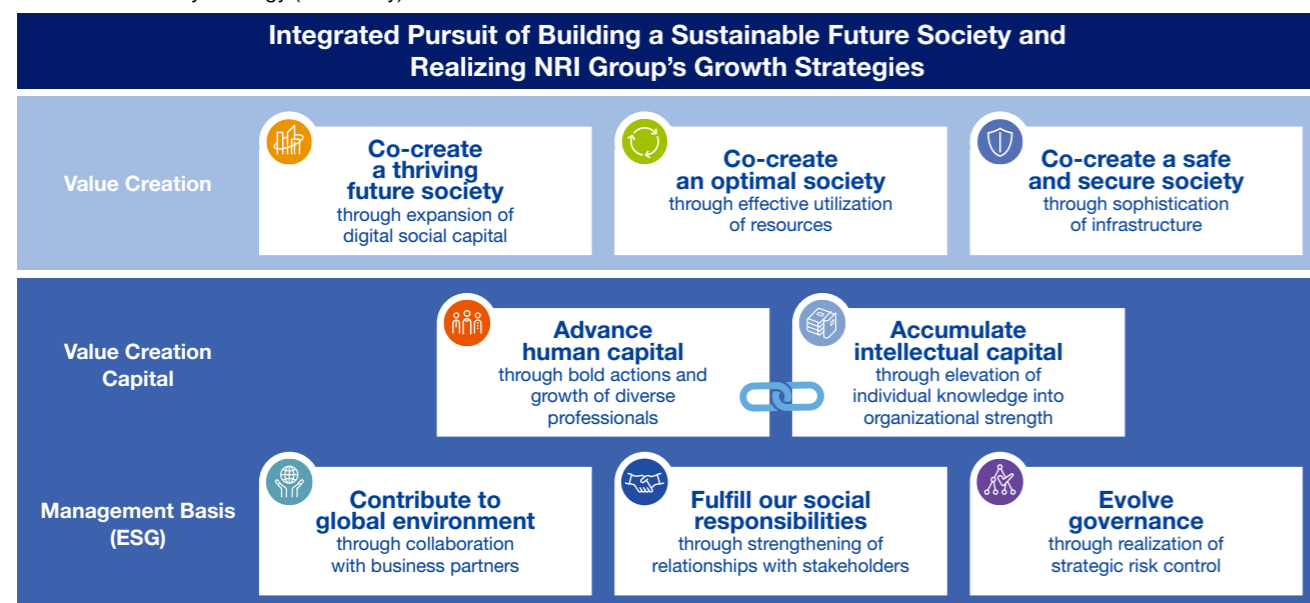 Integrated Pursuit of Building a Sustainable Future Society and
Realizing NRI Group's Growth Strategies
Value Creation
Co-create
a thriving
future society
through expansion of
digital social capital
Co-create
an optimal society
through effective utilization
of resources
Co-create a safe
and secure society
through sophistication
of infrastructure
Value Creation
Capital
Advance
human capital
through bold actions and
growth of diverse
professionals
Accumulate
intellectual capital
through elevation of
individual knowledge into
organizational strength
Management Basis
(ESG)
Contribute to
global environment
through collaboration
with business partners
Fulfill our social
responsibilities
through strengthening of
relationships with stakeholders
Evolve
governance
through realization of
strategic risk control